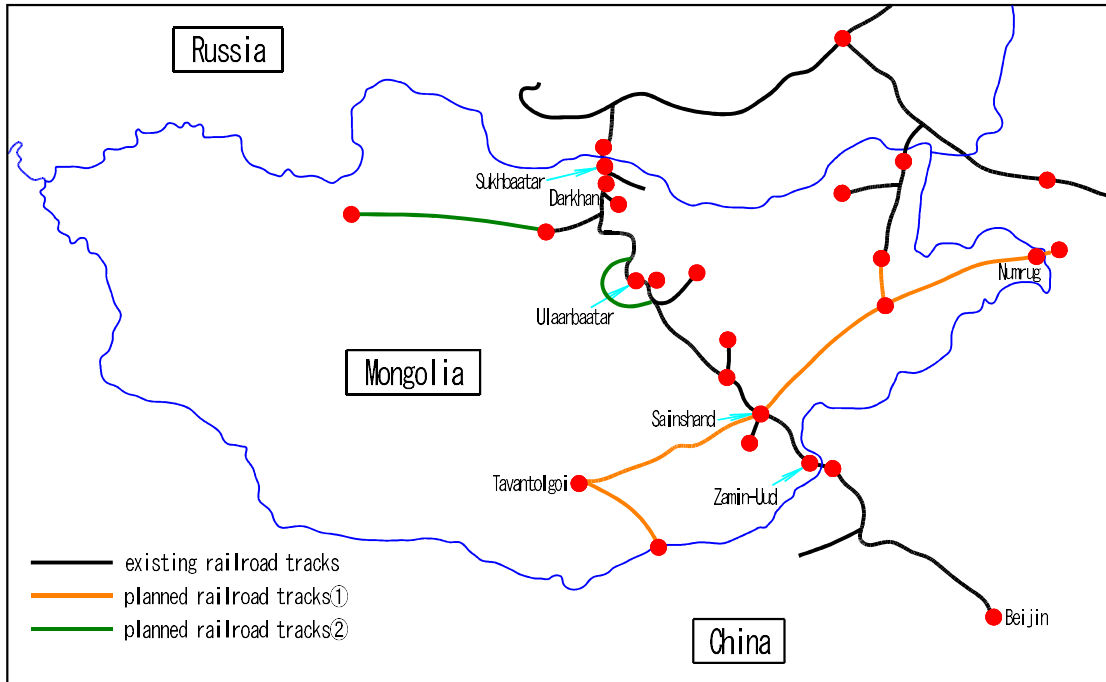 Russia
Sukhbaatar
Darkhan
Numrug
Ulaarbaatar
Mongolia
Sainshand
Tavantolgoi
Zamin-Uud
existing railroad tracks
planned railroad tracks①
planned railroad tracks②
Beijin
China